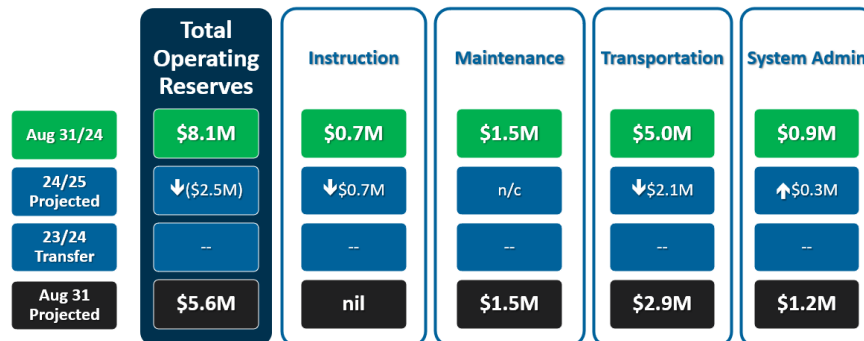 Total
Operating
Reserves
Instruction
Maintenance
Transportation
System Admin
Aug 31/24
$8.1M
$0.7M
$1.5M
$5.0M
$0.9M
24/25
Projected
🡇($2.5M)
🡇$0.7M
n/c
🡇$2.1M
🡅$0.3M
23/24
Transfer
--
--
--
--
--
Aug 31
Projected
$5.6M
nil
$1.5M
$2.9M
$1.2M